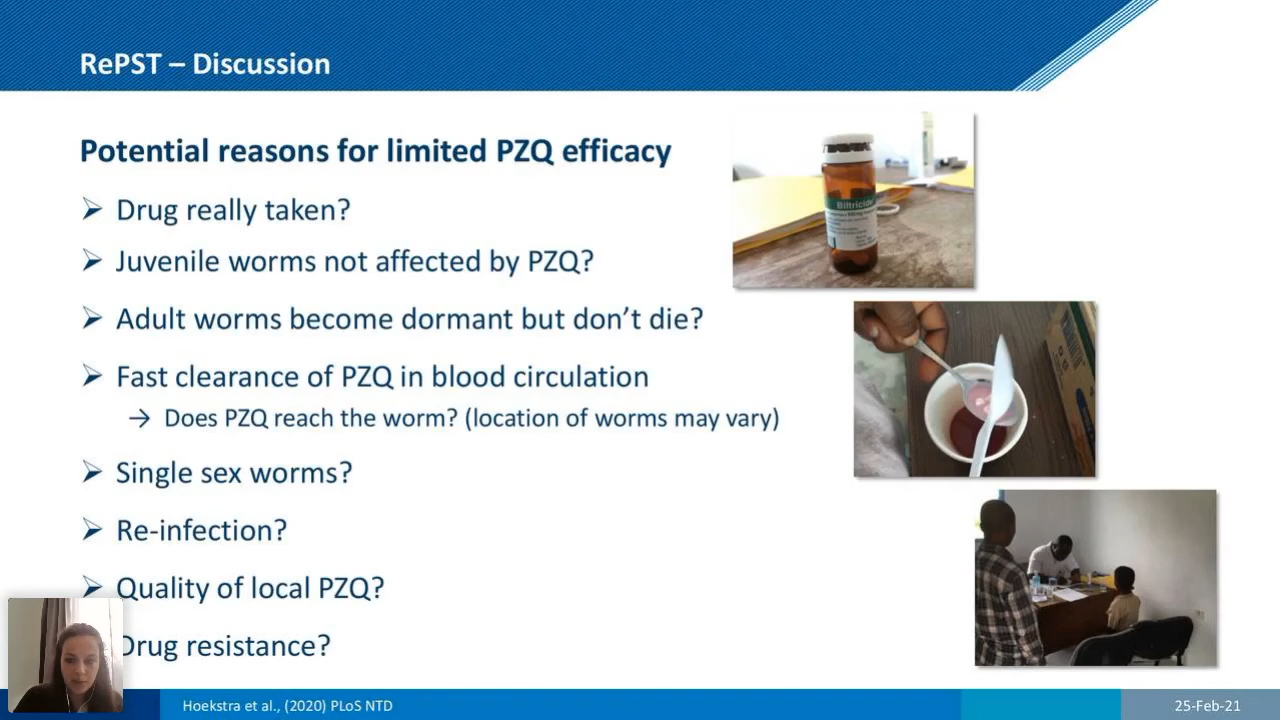 RePST – Discussion
Potential reasons for limited PZQ efficacy
➢ Drug really taken?
➢ Juvenile worms not affected by PZQ?
➢ Adult worms become dormant but don’t die?
➢ Fast clearance of PZQ in blood circulation
→ Does PZQ reach the worm? (location of worms may vary)
➢ Single sex worms?
➢ Re-infection?
➢ Quality of local PZQ?
Drug resistance?
Biltricide
Hoekstra et al., (2020) PLoS NTD
25-Feb-21